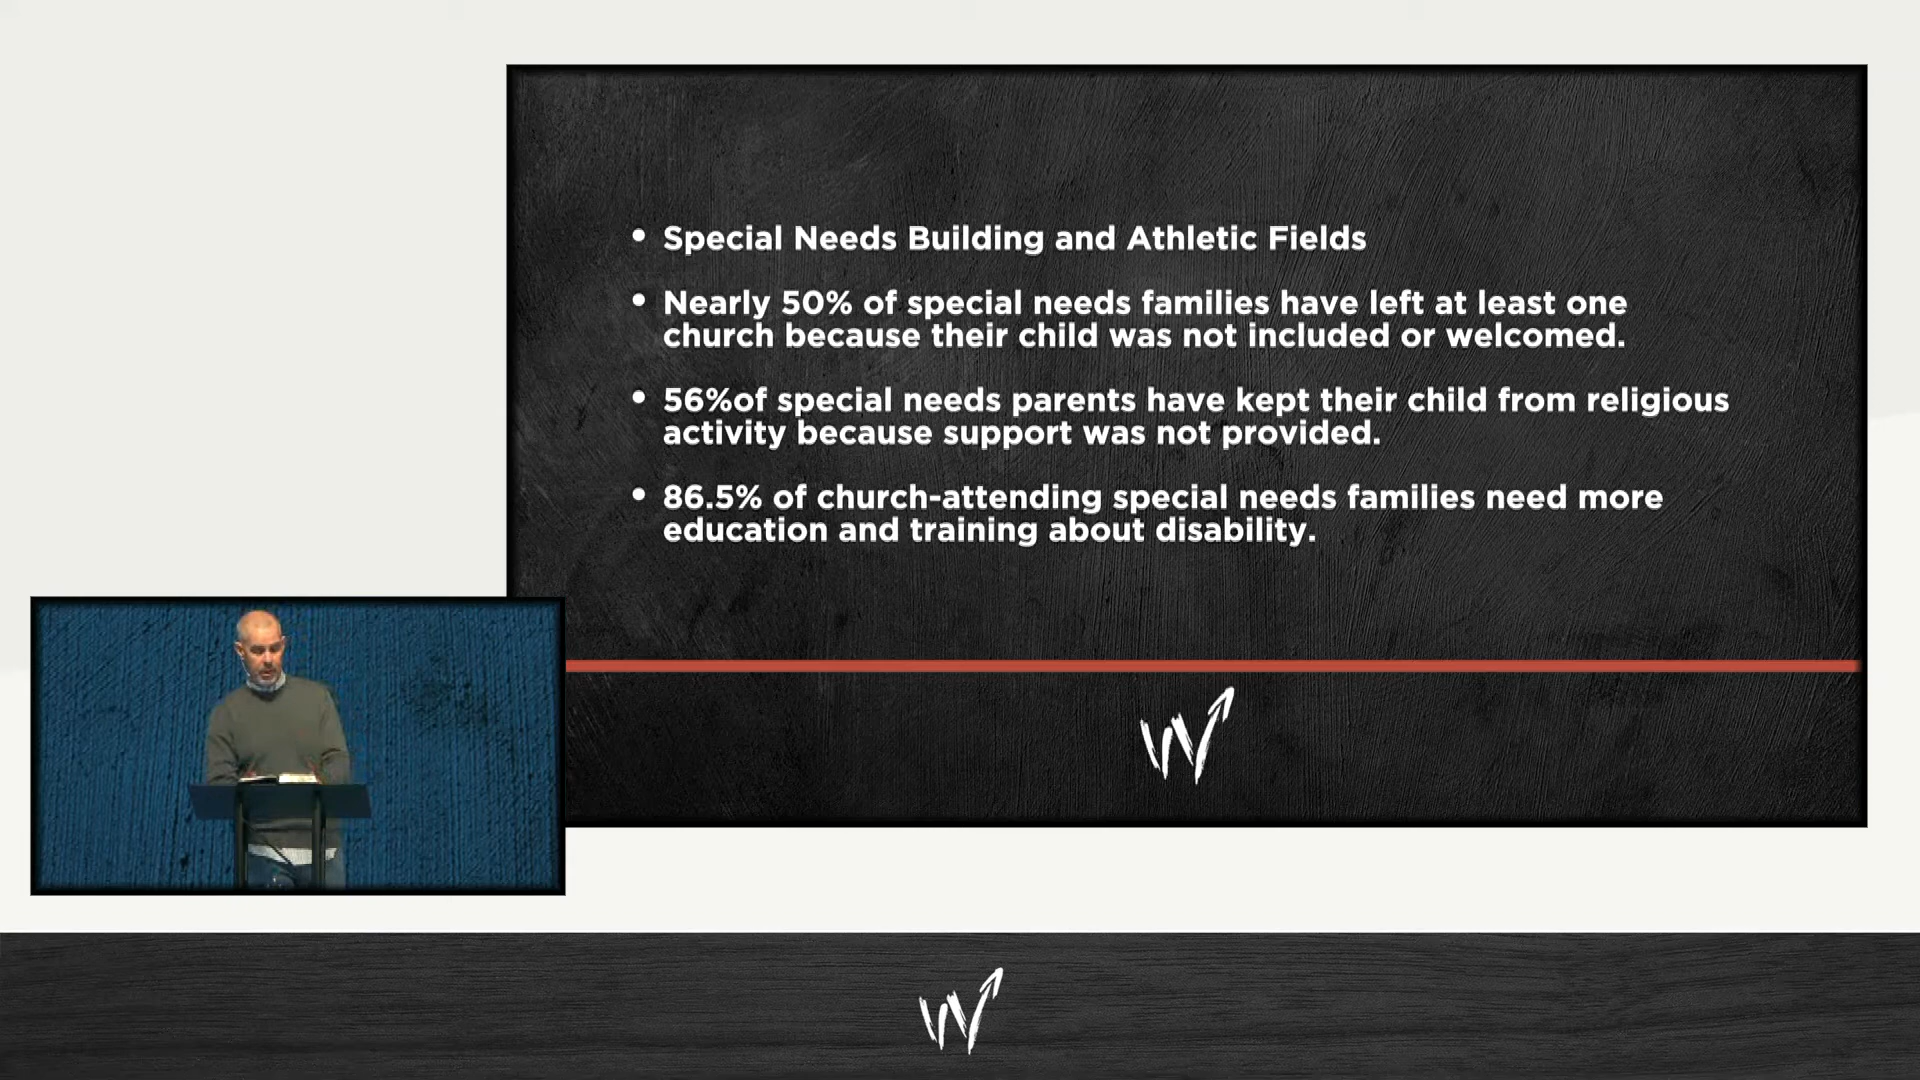 • Special Needs Building and Athletic Fields
• Nearly 50% of special needs families have left at least one
church because their child was not included or welcomed.
• 56%of special needs parents have kept their child from religious
activity because support was not provided.
• 86.5% of church-attending special needs families need more
education and training about disability.